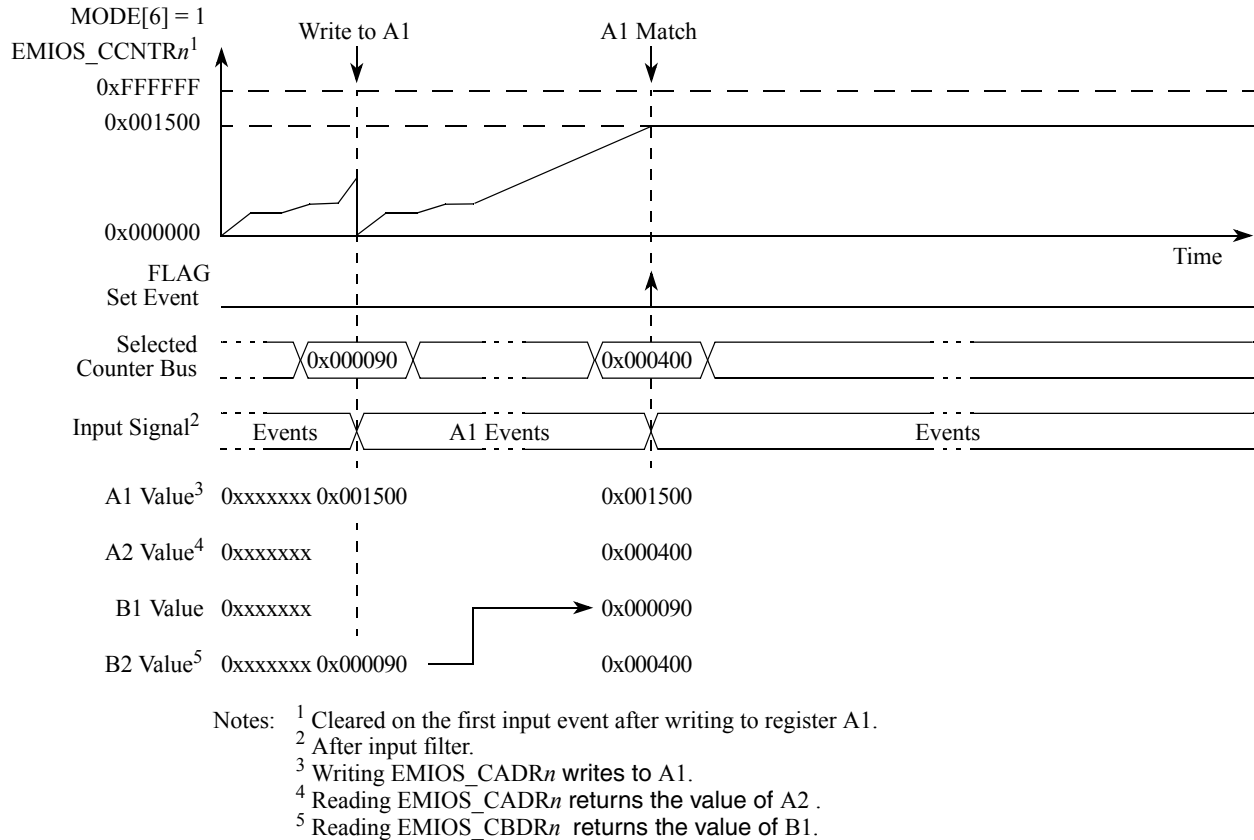 MODE[6] = 1
Write to A1
A1 Match
EMIOS_CCNTRn1
0xFFFFFF
0x001500
0x000000
Time
FLAG
Set Event
Selected
Counter Bus
0x000090
0x000400
Input Signal2
Events
A1 Events
Events
A1 Value3 0xxxxxxx 0x001500 0x001500
A2 Value4 0xxxxxxx 0x000400
B1 Value 0xxxxxxx 0x000090
B2 Value5 0xxxxxxx 0x000090 0x000400
Notes: 1 Cleared on the first input event after writing to register A1.
2 After input filter.
3 Writing EMIOS_CADRn writes to A1.
4 Reading EMIOS_CADRn returns the value of A2 .
5 Reading EMIOS_CBDRn returns the value of B1.